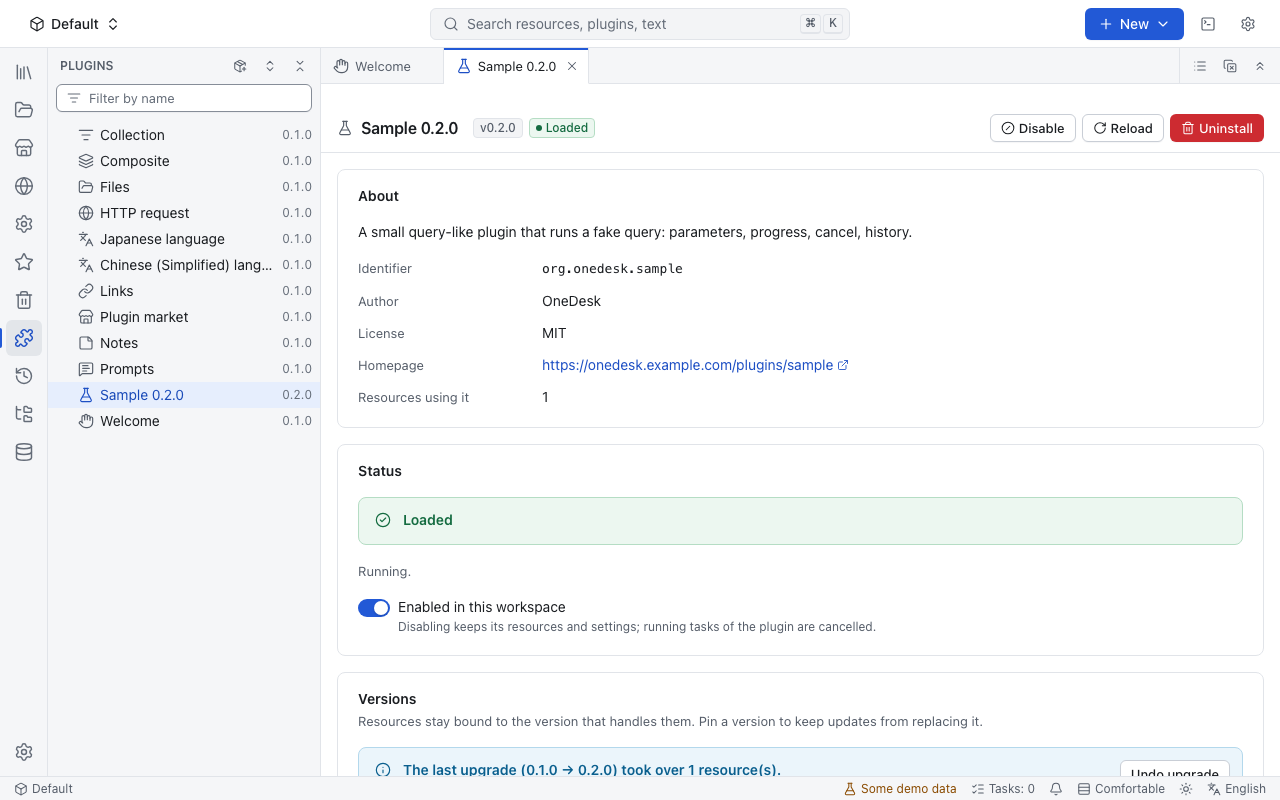 Default
Search resources, plugins, text
⌘ K
New
PLUGINS
Welcome
Sample 0.2.0
Filter by name
Collection 0.1.0
Composite 0.1.0
Files 0.1.0
HTTP request 0.1.0
Japanese language 0.1.0
Chinese (Simplified) lang... 0.1.0
Links 0.1.0
Plugin market 0.1.0
Notes 0.1.0
Prompts 0.1.0
Sample 0.2.0 0.2.0
Welcome 0.1.0
Sample 0.2.0 v0.2.0 Loaded
Disable Reload Uninstall
About
A small query-like plugin that runs a fake query: parameters, progress, cancel, history.
Identifier org.onedesk.sample
Author OneDesk
License MIT
Homepage https://onedesk.example.com/plugins/sample
Resources using it 1
Status
Loaded
Running.
Enabled in this workspace
Disabling keeps its resources and settings; running tasks of the plugin are cancelled.
Versions
Resources stay bound to the version that handles them. Pin a version to keep updates from replacing it.
The last upgrade (0.1.0 → 0.2.0) took over 1 resource(s).
Undo upgrade
Default
Some demo data
Tasks: 0
Comfortable
English